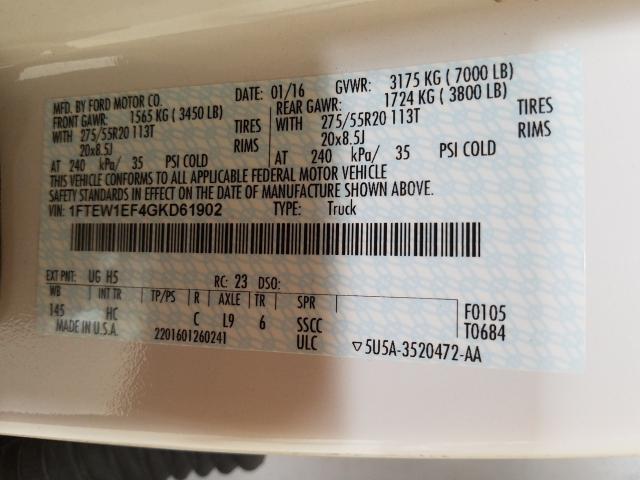 MFD. BY FORD MOTOR CO. DATE: 01/16 GVWR: 3175 KG ( 7000 LB)
FRONT GAWR: 1565 KG ( 3450 LB) REAR GAWR: 1724 KG ( 3800 LB)
WITH 275/55R20 113T TIRES WITH 275/55R20 113T TIRES
20x8.5J RIMS 20x8.5J RIMS
AT 240 kPa/ 35 PSI COLD AT 240 kPa/ 35 PSI COLD
THIS VEHICLE CONFORMS TO ALL APPLICABLE FEDERAL MOTOR VEHICLE
SAFETY STANDARDS IN EFFECT ON THE DATE OF MANUFACTURE SHOWN ABOVE.
VIN: 1FTEW1EF4GKD61902 TYPE: Truck
EXT PNT: UG H5 RC: 23 DSO:
WB INT TR TP/PS R AXLE TR SPR
145 HC C L9 6 SSCC F0105
MADE IN U.S.A. 2201601260241 ULC T0684
▽5U5A-3520472-AA